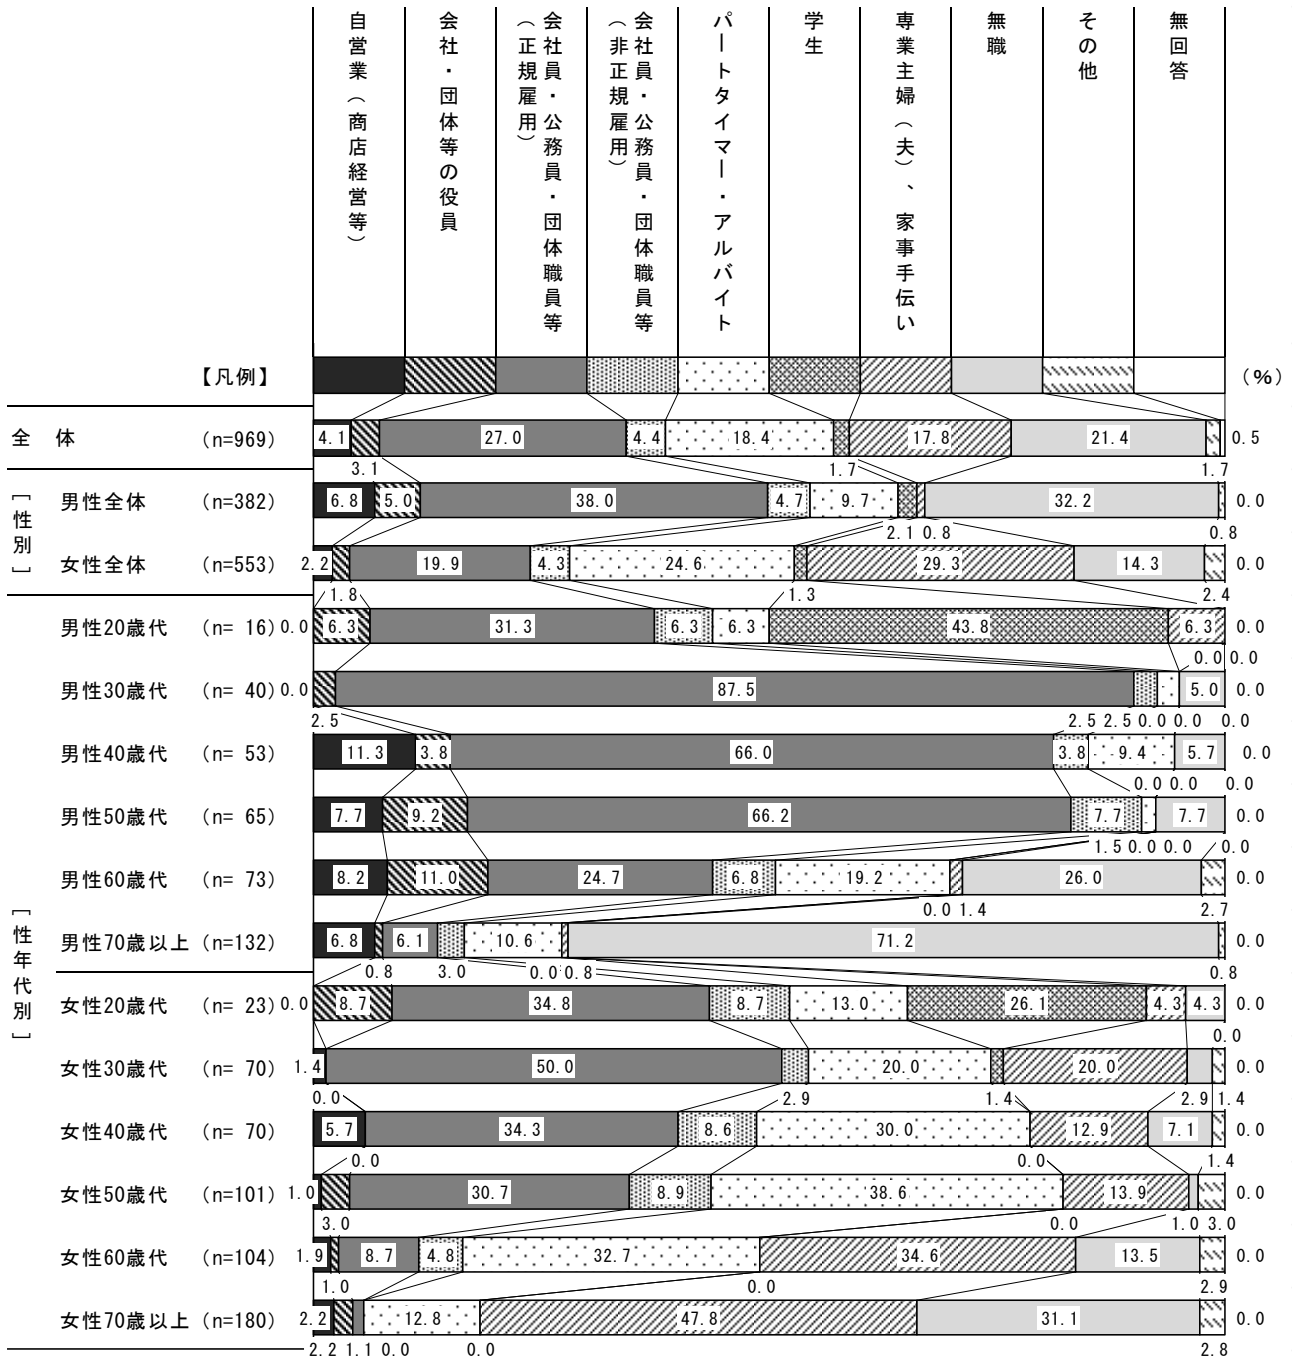 自営業（商店経営等）
会社・団体等の役員
会社員・公務員・団体職員等
（正規雇用）
会社員・公務員・団体職員等
（非正規雇用）
パートタイマー・アルバイト
学生
専業主婦（夫）、家事手伝い
無職
その他
無回答
【凡例】 （%）
全　体 （n=969） 4.1 27.0 4.4 18.4 17.8 21.4 0.5
3.1 1.7 1.7
［性別］
男性全体 （n=382） 6.8 5.0 38.0 4.7 9.7 32.2 0.0
2.1 0.8 0.8
女性全体 （n=553） 2.2 19.9 4.3 24.6 29.3 14.3 0.0
1.8 1.3 2.4
［性年代別］
男性20歳代 （n= 16） 0.0 6.3 31.3 6.3 6.3 43.8 6.3 0.0
0.0 0.0
男性30歳代 （n= 40） 0.0 87.5 5.0 0.0
2.5 2.5 2.5 0.0 0.0 0.0
男性40歳代 （n= 53） 11.3 3.8 66.0 3.8 9.4 5.7 0.0
0.0 0.0 0.0
男性50歳代 （n= 65） 7.7 9.2 66.2 7.7 7.7 0.0
1.5 0.0 0.0 0.0
男性60歳代 （n= 73） 8.2 11.0 24.7 6.8 19.2 26.0 0.0
0.0 1.4 2.7
男性70歳以上 （n=132） 6.8 6.1 10.6 71.2 0.0
0.8 3.0 0.0 0.8 0.8
女性20歳代 （n= 23） 0.0 8.7 34.8 8.7 13.0 26.1 4.3 4.3 0.0
0.0
女性30歳代 （n= 70） 1.4 50.0 20.0 20.0 0.0
0.0 2.9 1.4 2.9 1.4
女性40歳代 （n= 70） 5.7 34.3 8.6 30.0 12.9 7.1 0.0
0.0 0.0 1.4
女性50歳代 （n=101） 1.0 30.7 8.9 38.6 13.9 0.0
3.0 0.0 1.0 3.0
女性60歳代 （n=104） 1.9 8.7 4.8 32.7 34.6 13.5 0.0
1.0 0.0 2.9
女性70歳以上 （n=180） 2.2 12.8 47.8 31.1 0.0
2.2 1.1 0.0 0.0 2.8